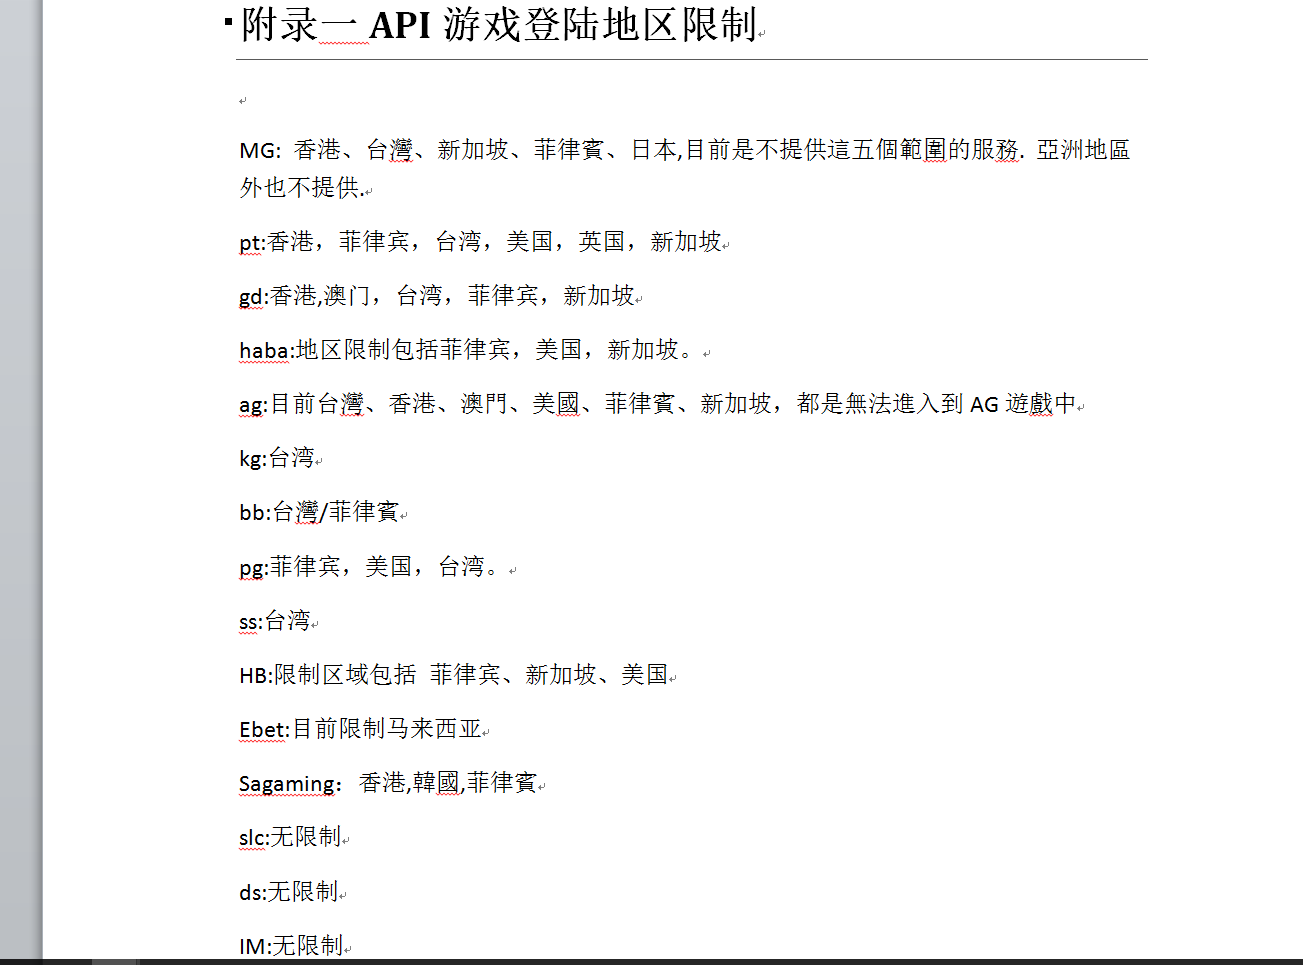 附录一 API 游戏登陆地区限制
MG: 香港、台灣、新加坡、菲律賓、日本,目前是不提供這五個範圍的服務. 亞洲地區
外也不提供.
pt:香港，菲律宾，台湾，美国，英国，新加坡
gd:香港,澳门，台湾，菲律宾，新加坡
haba:地区限制包括菲律宾，美国，新加坡。
ag:目前台灣、香港、澳門、美國、菲律賓、新加坡，都是無法進入到 AG 遊戲中
kg:台湾
bb:台灣/菲律賓
pg:菲律宾，美国，台湾。
ss:台湾
HB:限制区域包括 菲律宾、新加坡、美国
Ebet:目前限制马来西亚
Sagaming：香港,韓國,菲律賓
slc:无限制
ds:无限制
IM:无限制